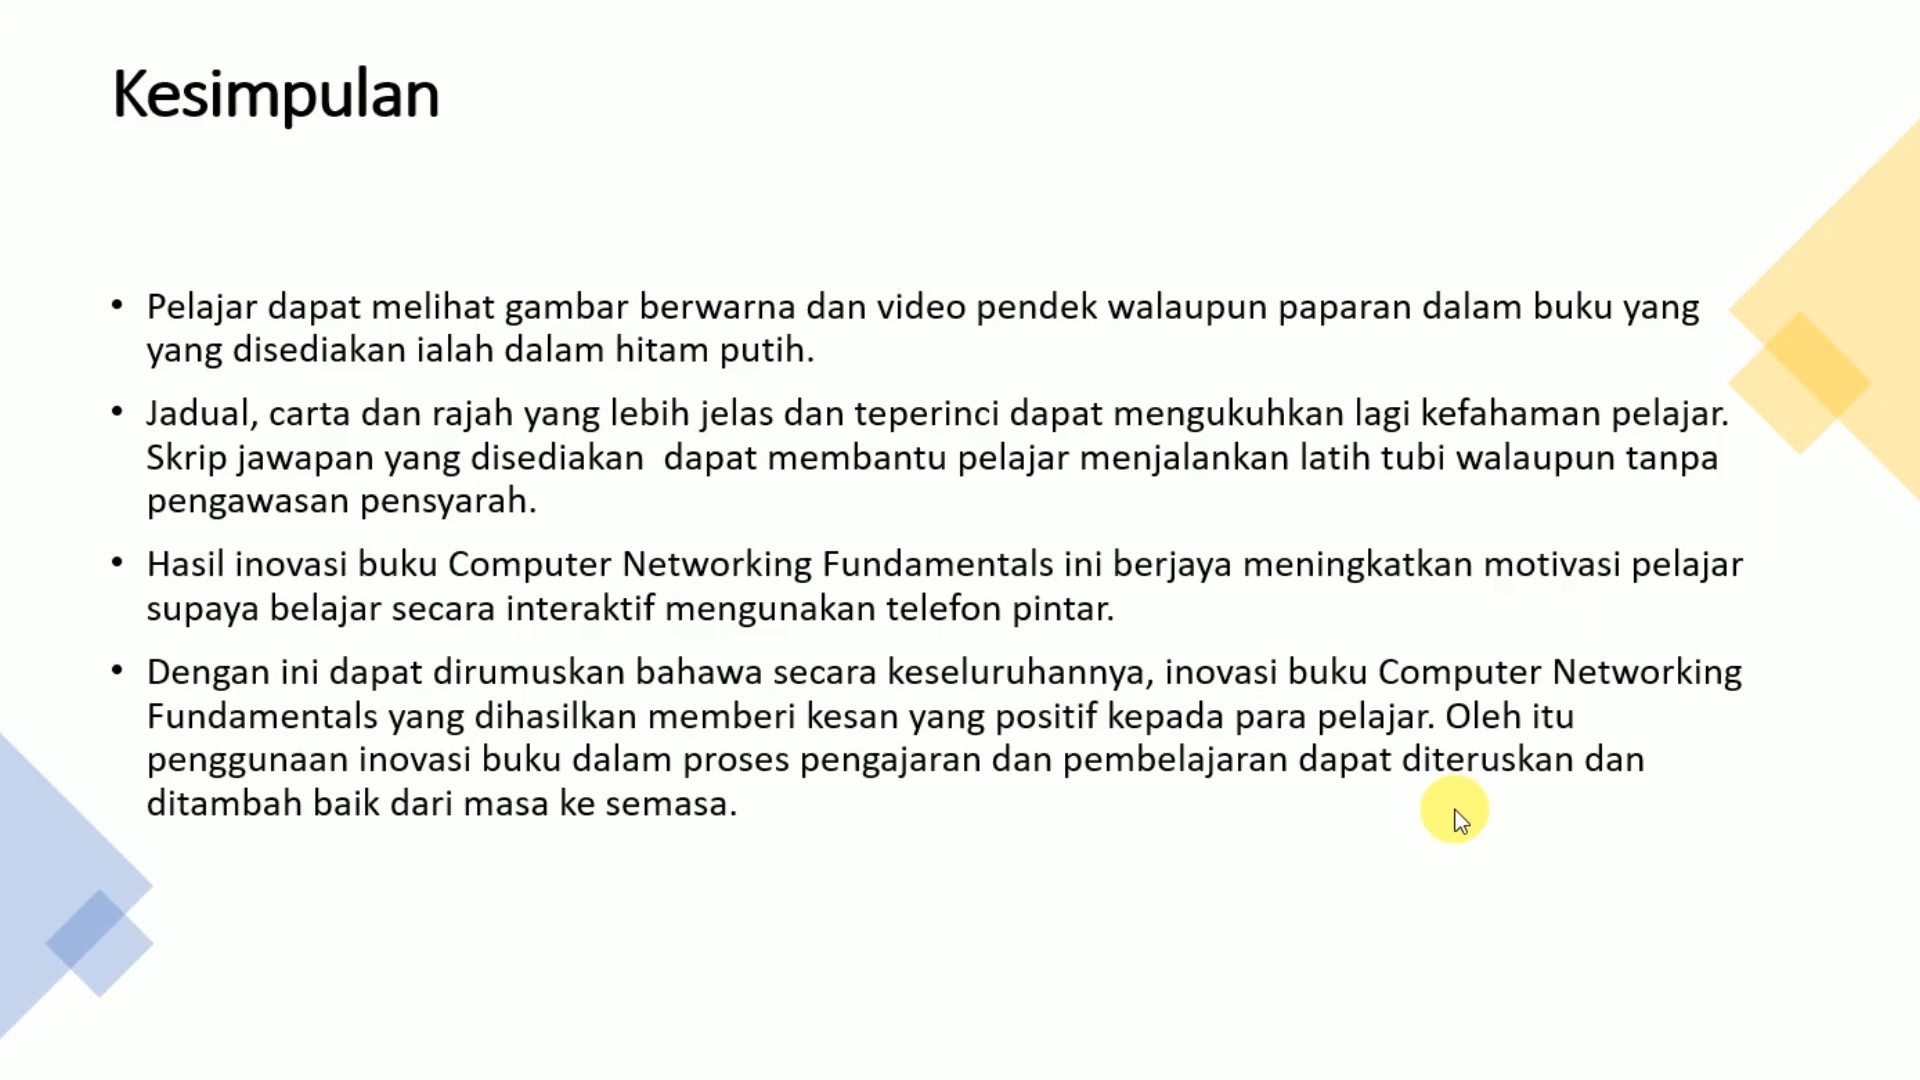 Kesimpulan
• Pelajar dapat melihat gambar berwarna dan video pendek walaupun paparan dalam buku yang
yang disediakan ialah dalam hitam putih.
• Jadual, carta dan rajah yang lebih jelas dan teperinci dapat mengukuhkan lagi kefahaman pelajar.
Skrip jawapan yang disediakan  dapat membantu pelajar menjalankan latih tubi walaupun tanpa
pengawasan pensyarah.
• Hasil inovasi buku Computer Networking Fundamentals ini berjaya meningkatkan motivasi pelajar
supaya belajar secara interaktif mengunakan telefon pintar.
• Dengan ini dapat dirumuskan bahawa secara keseluruhannya, inovasi buku Computer Networking
Fundamentals yang dihasilkan memberi kesan yang positif kepada para pelajar. Oleh itu
penggunaan inovasi buku dalam proses pengajaran dan pembelajaran dapat diteruskan dan
ditambah baik dari masa ke semasa.